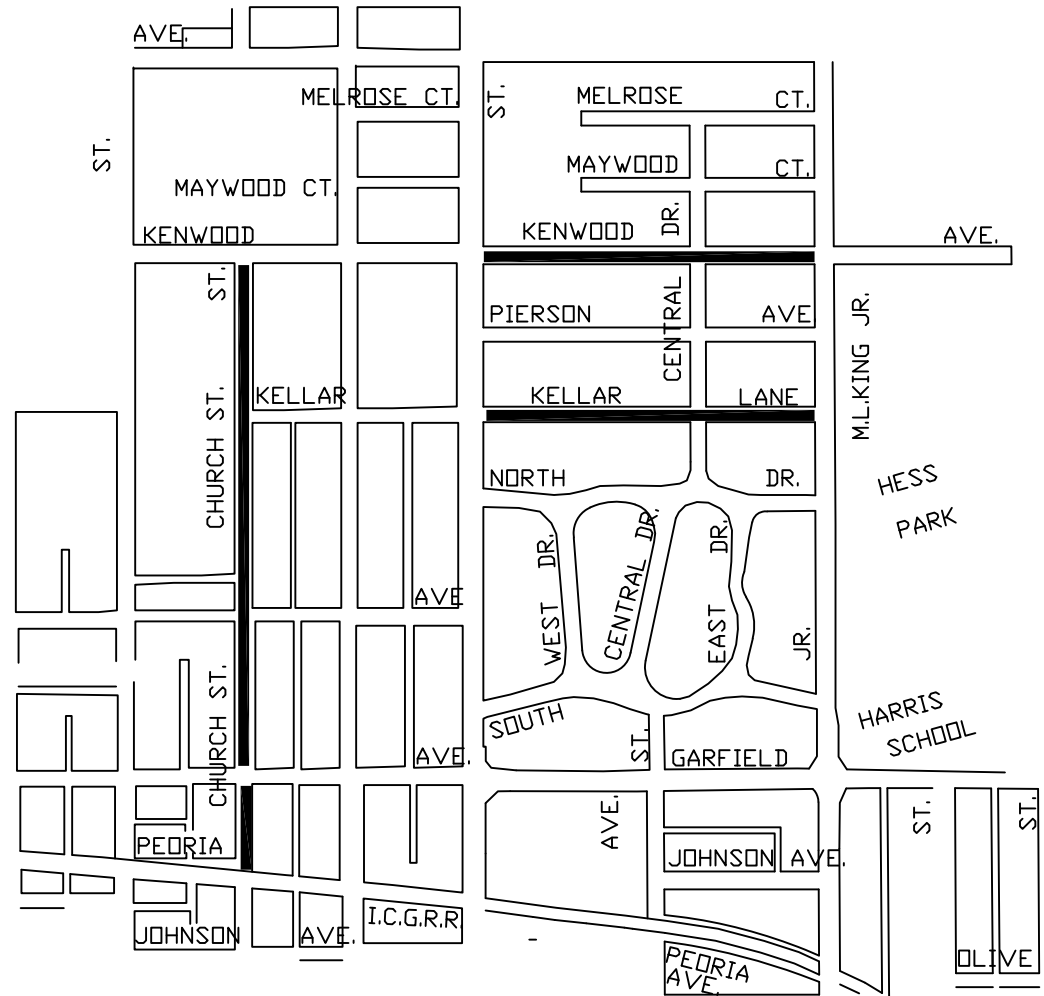 AVE.
MELROSE CT.
ST.
MELROSE CT.
ST.
MAYWOOD CT.
MAYWOOD CT.
KENWOOD
KENWOOD
DR.
AVE.
ST.
PIERSON AVE
CENTRAL
M.L.KING JR.
KELLAR
KELLAR LANE
CHURCH ST.
NORTH DR.
HESS
PARK
WEST DR.
CENTRAL DR.
EAST DR.
AVE
JR.
CHURCH ST.
SOUTH
HARRIS
SCHOOL
AVE.
ST.
GARFIELD
AVE.
ST.
ST.
PEORIA
JOHNSON AVE.
JOHNSON AVE.
I.C.G.R.R.
PEORIA
AVE.
OLIVE